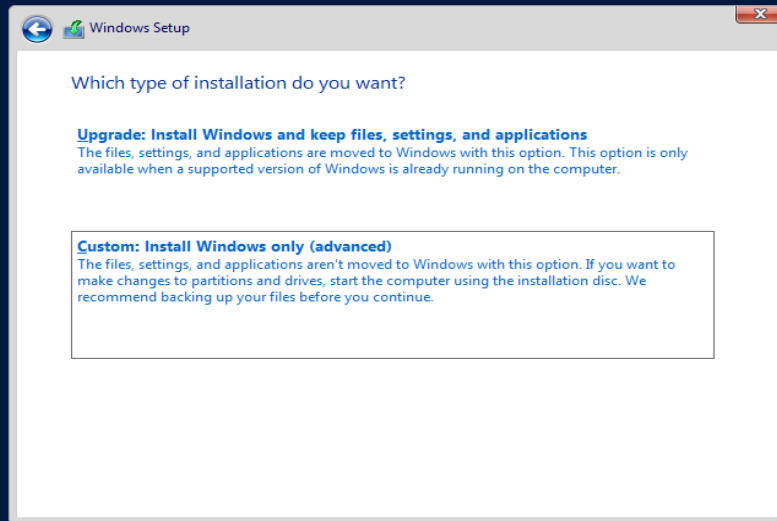 Windows Setup
Which type of installation do you want?
Upgrade: Install Windows and keep files, settings, and applications
The files, settings, and applications are moved to Windows with this option. This option is only
available when a supported version of Windows is already running on the computer.
Custom: Install Windows only (advanced)
The files, settings, and applications aren't moved to Windows with this option. If you want to
make changes to partitions and drives, start the computer using the installation disc. We
recommend backing up your files before you continue.